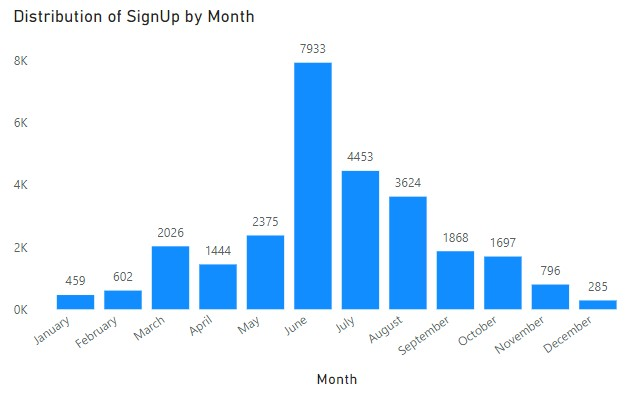 Distribution of SignUp by Month
8K
6K
4K
2K
0K
459
602
2026
1444
2375
7933
4453
3624
1868
1697
796
285
January
February
March
April
May
June
July
August
September
October
November
December
Month